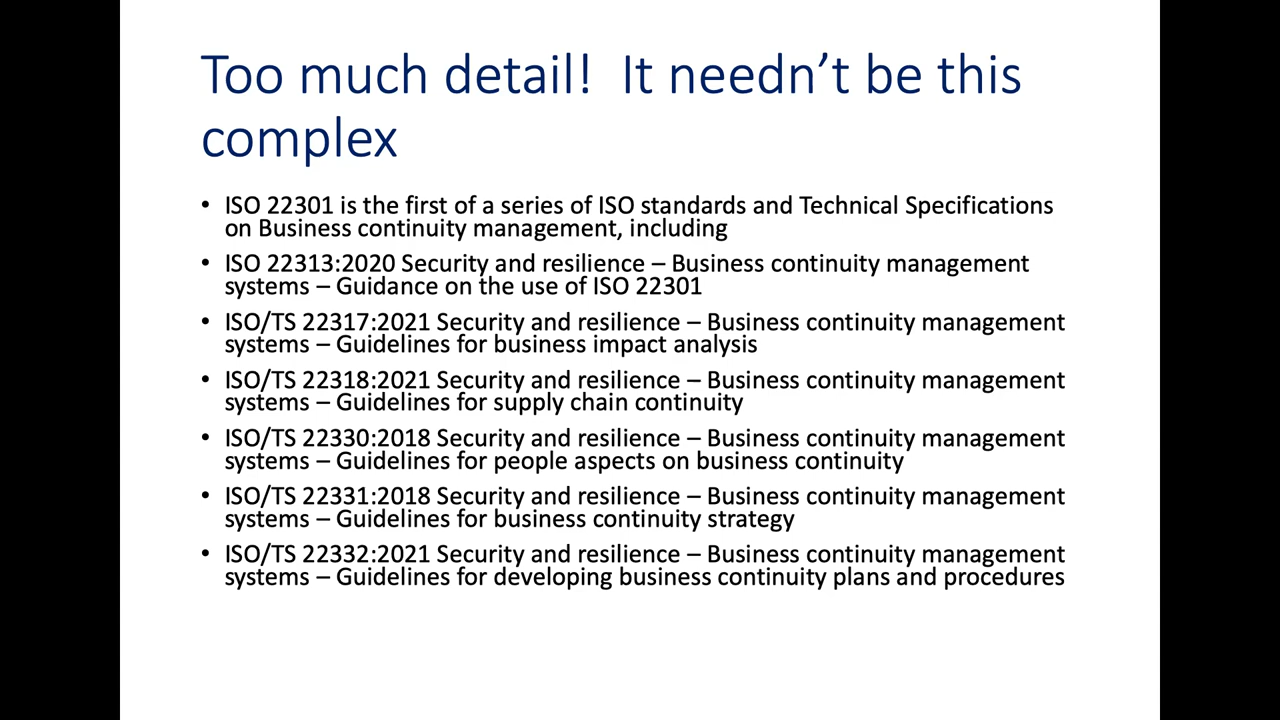 Too much detail!  It needn’t be this
complex
• ISO 22301 is the first of a series of ISO standards and Technical Specifications
on Business continuity management, including
• ISO 22313:2020 Security and resilience – Business continuity management
systems – Guidance on the use of ISO 22301
• ISO/TS 22317:2021 Security and resilience – Business continuity management
systems – Guidelines for business impact analysis
• ISO/TS 22318:2021 Security and resilience – Business continuity management
systems – Guidelines for supply chain continuity
• ISO/TS 22330:2018 Security and resilience – Business continuity management
systems – Guidelines for people aspects on business continuity
• ISO/TS 22331:2018 Security and resilience – Business continuity management
systems – Guidelines for business continuity strategy
• ISO/TS 22332:2021 Security and resilience – Business continuity management
systems – Guidelines for developing business continuity plans and procedures